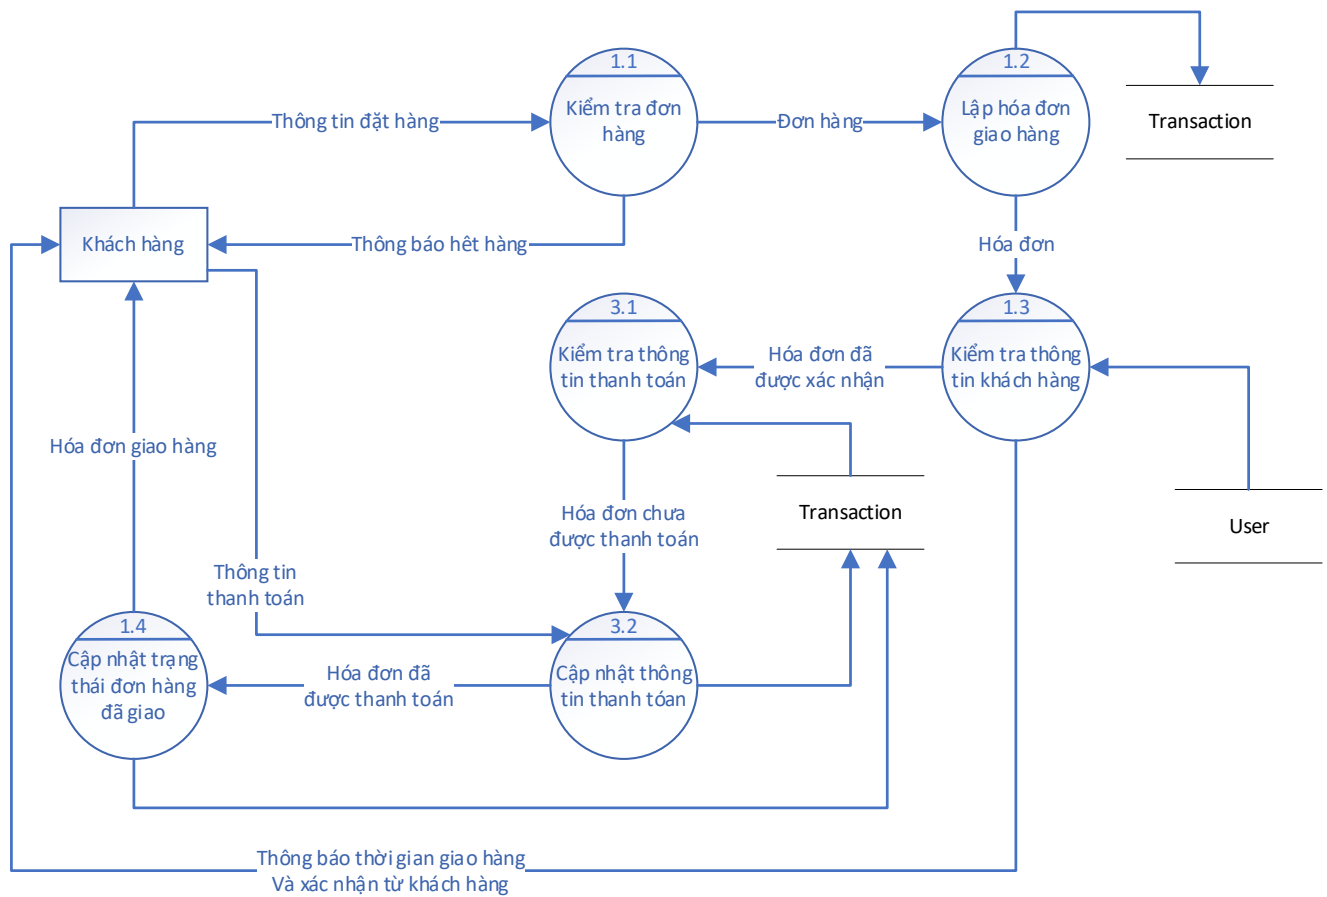 1.1
Kiểm tra đơn
hàng
1.2
Lập hóa đơn
giao hàng
Thông tin đặt hàng
Đơn hàng
Transaction
Khách hàng
Thông báo hêt hàng
Hóa đơn
3.1
Kiểm tra thông
tin thanh toán
Hóa đơn đã
được xác nhận
1.3
Kiểm tra thông
tin khách hàng
Hóa đơn giao hàng
Hóa đơn chưa
được thanh toán
Transaction
User
Thông tin
thanh toán
1.4
Cập nhật trạng
thái đơn hàng
đã giao
Hóa đơn đã
được thanh toán
3.2
Cập nhật thông
tin thanh tóan
Thông báo thời gian giao hàng
Và xác nhận từ khách hàng